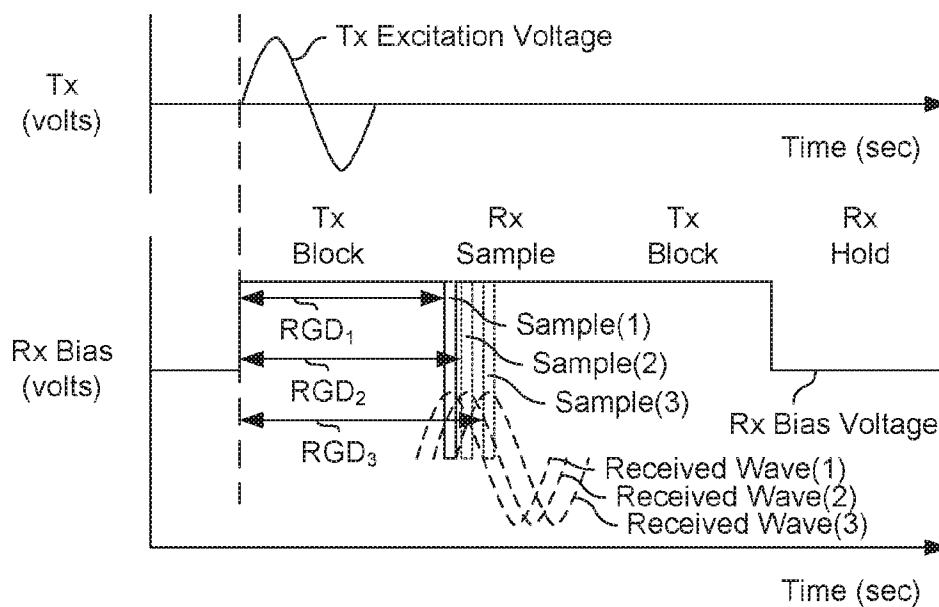 Tx Excitation Voltage
Tx
(volts)
Time (sec)
Tx
Block
Rx
Sample
Tx
Block
Rx
Hold
RGD1
Sample(1)
Rx Bias
(volts)
Sample(2)
RGD2
Sample(3)
Rx Bias Voltage
RGD3
Received Wave(1)
Received Wave(2)
Received Wave(3)
Time (sec)